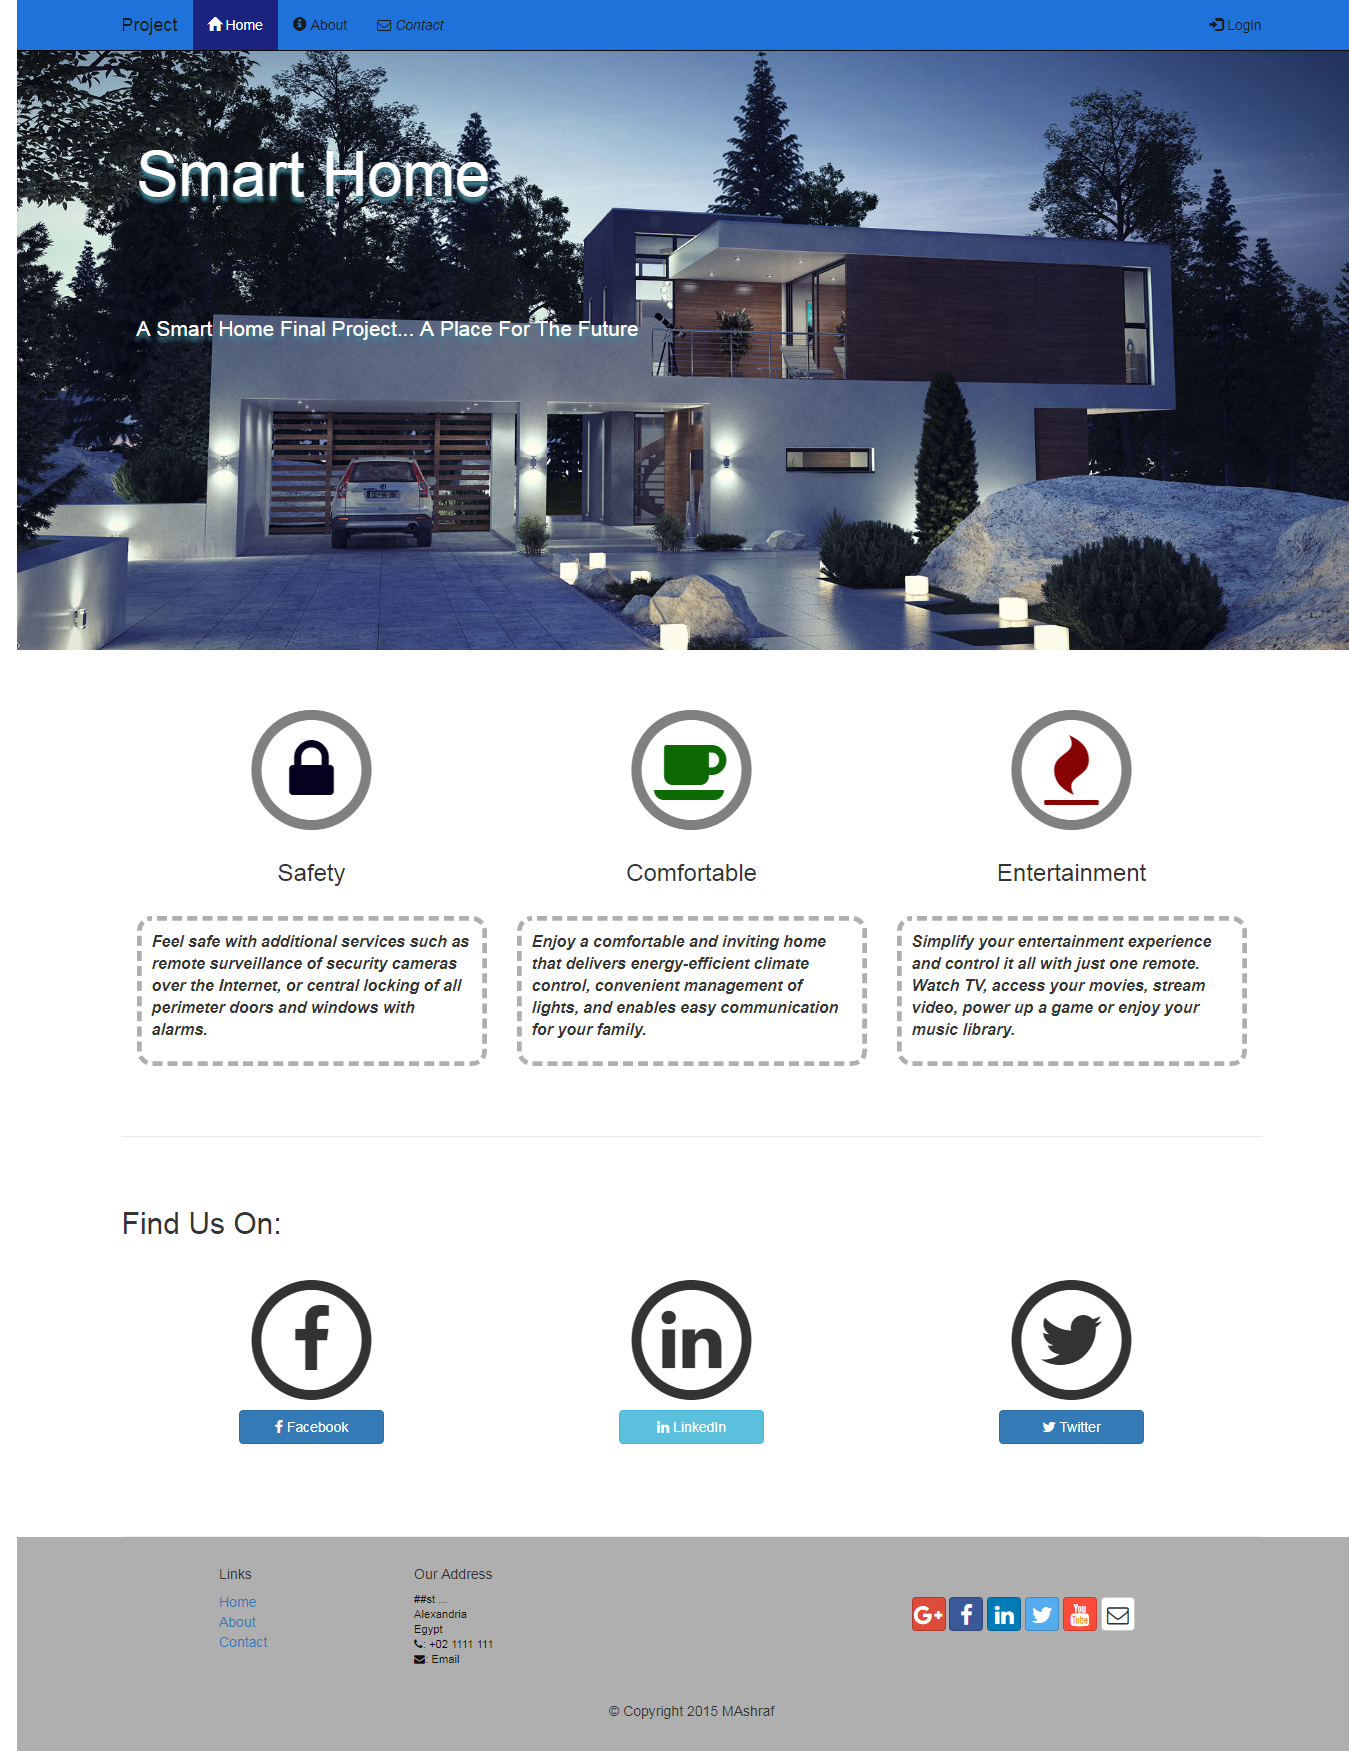 Project
Home
About
Contact
Login
Smart Home
A Smart Home Final Project... A Place For The Future
Safety
Comfortable
Entertainment
Feel safe with additional services such as
remote surveillance of security cameras
over the Internet, or central locking of all
perimeter doors and windows with
alarms.
Enjoy a comfortable and inviting home
that delivers energy-efficient climate
control, convenient management of
lights, and enables easy communication
for your family.
Simplify your entertainment experience
and control it all with just one remote.
Watch TV, access your movies, stream
video, power up a game or enjoy your
music library.
Find Us On:
Facebook
LinkedIn
Twitter
Links
Home
About
Contact
Our Address
##st ...
Alexandria
Egypt
: +02 1111 111
: Email
G+
f
in
You
Tube
© Copyright 2015 MAshraf